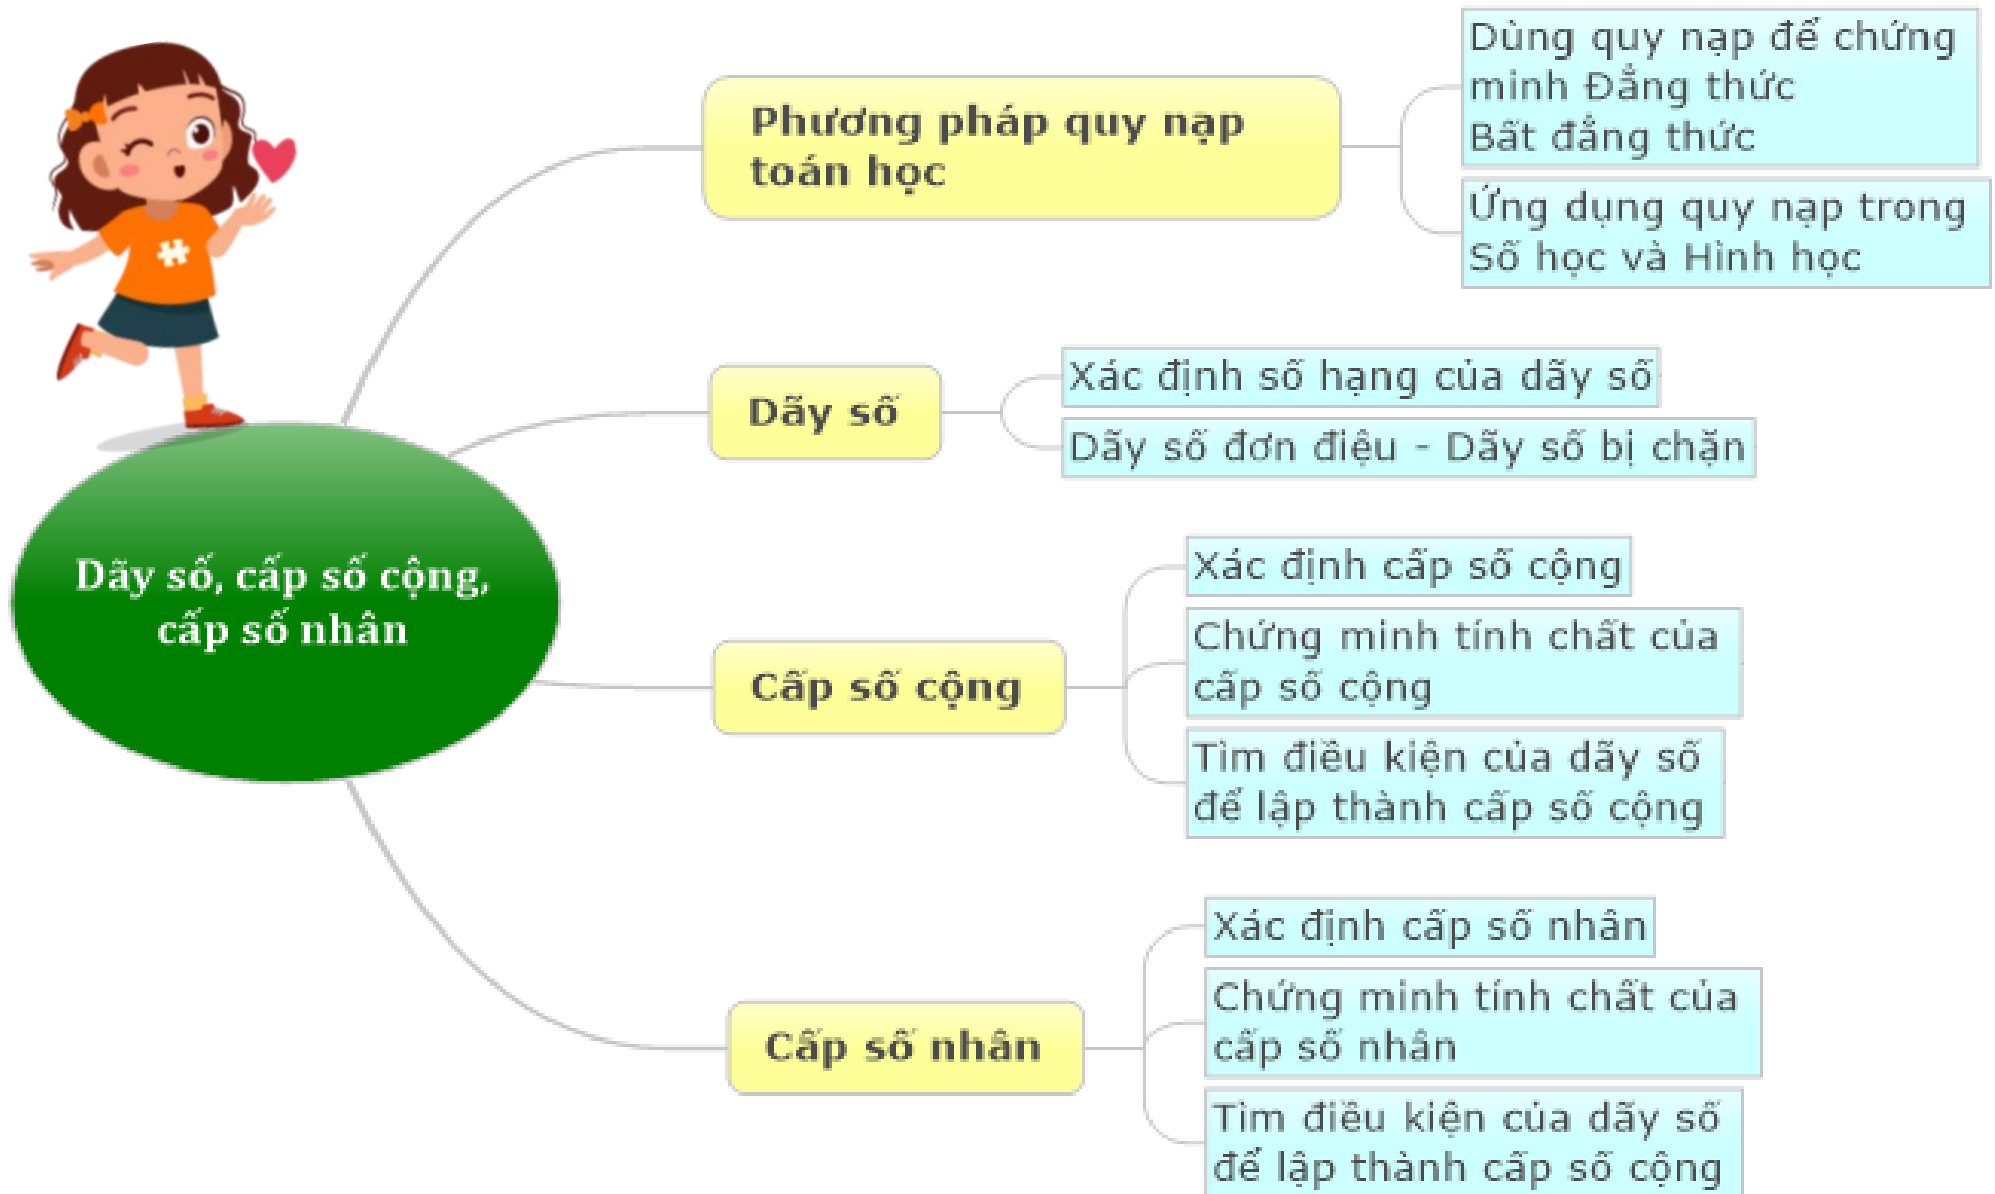 Dùng quy nạp để chứng
minh Đẳng thức
Bất đẳng thức
Phương pháp quy nạp
toán học
Ứng dụng quy nạp trong
Số học và Hình học
Xác định số hạng của dãy số
Dãy số
Dãy số đơn điệu - Dãy số bị chặn
Dãy số, cấp số cộng,
cấp số nhân
Xác định cấp số cộng
Chứng minh tính chất của
cấp số cộng
Cấp số cộng
Tìm điều kiện của dãy số
để lập thành cấp số cộng
Xác định cấp số nhân
Chứng minh tính chất của
cấp số nhân
Cấp số nhân
Tìm điều kiện của dãy số
để lập thành cấp số cộng